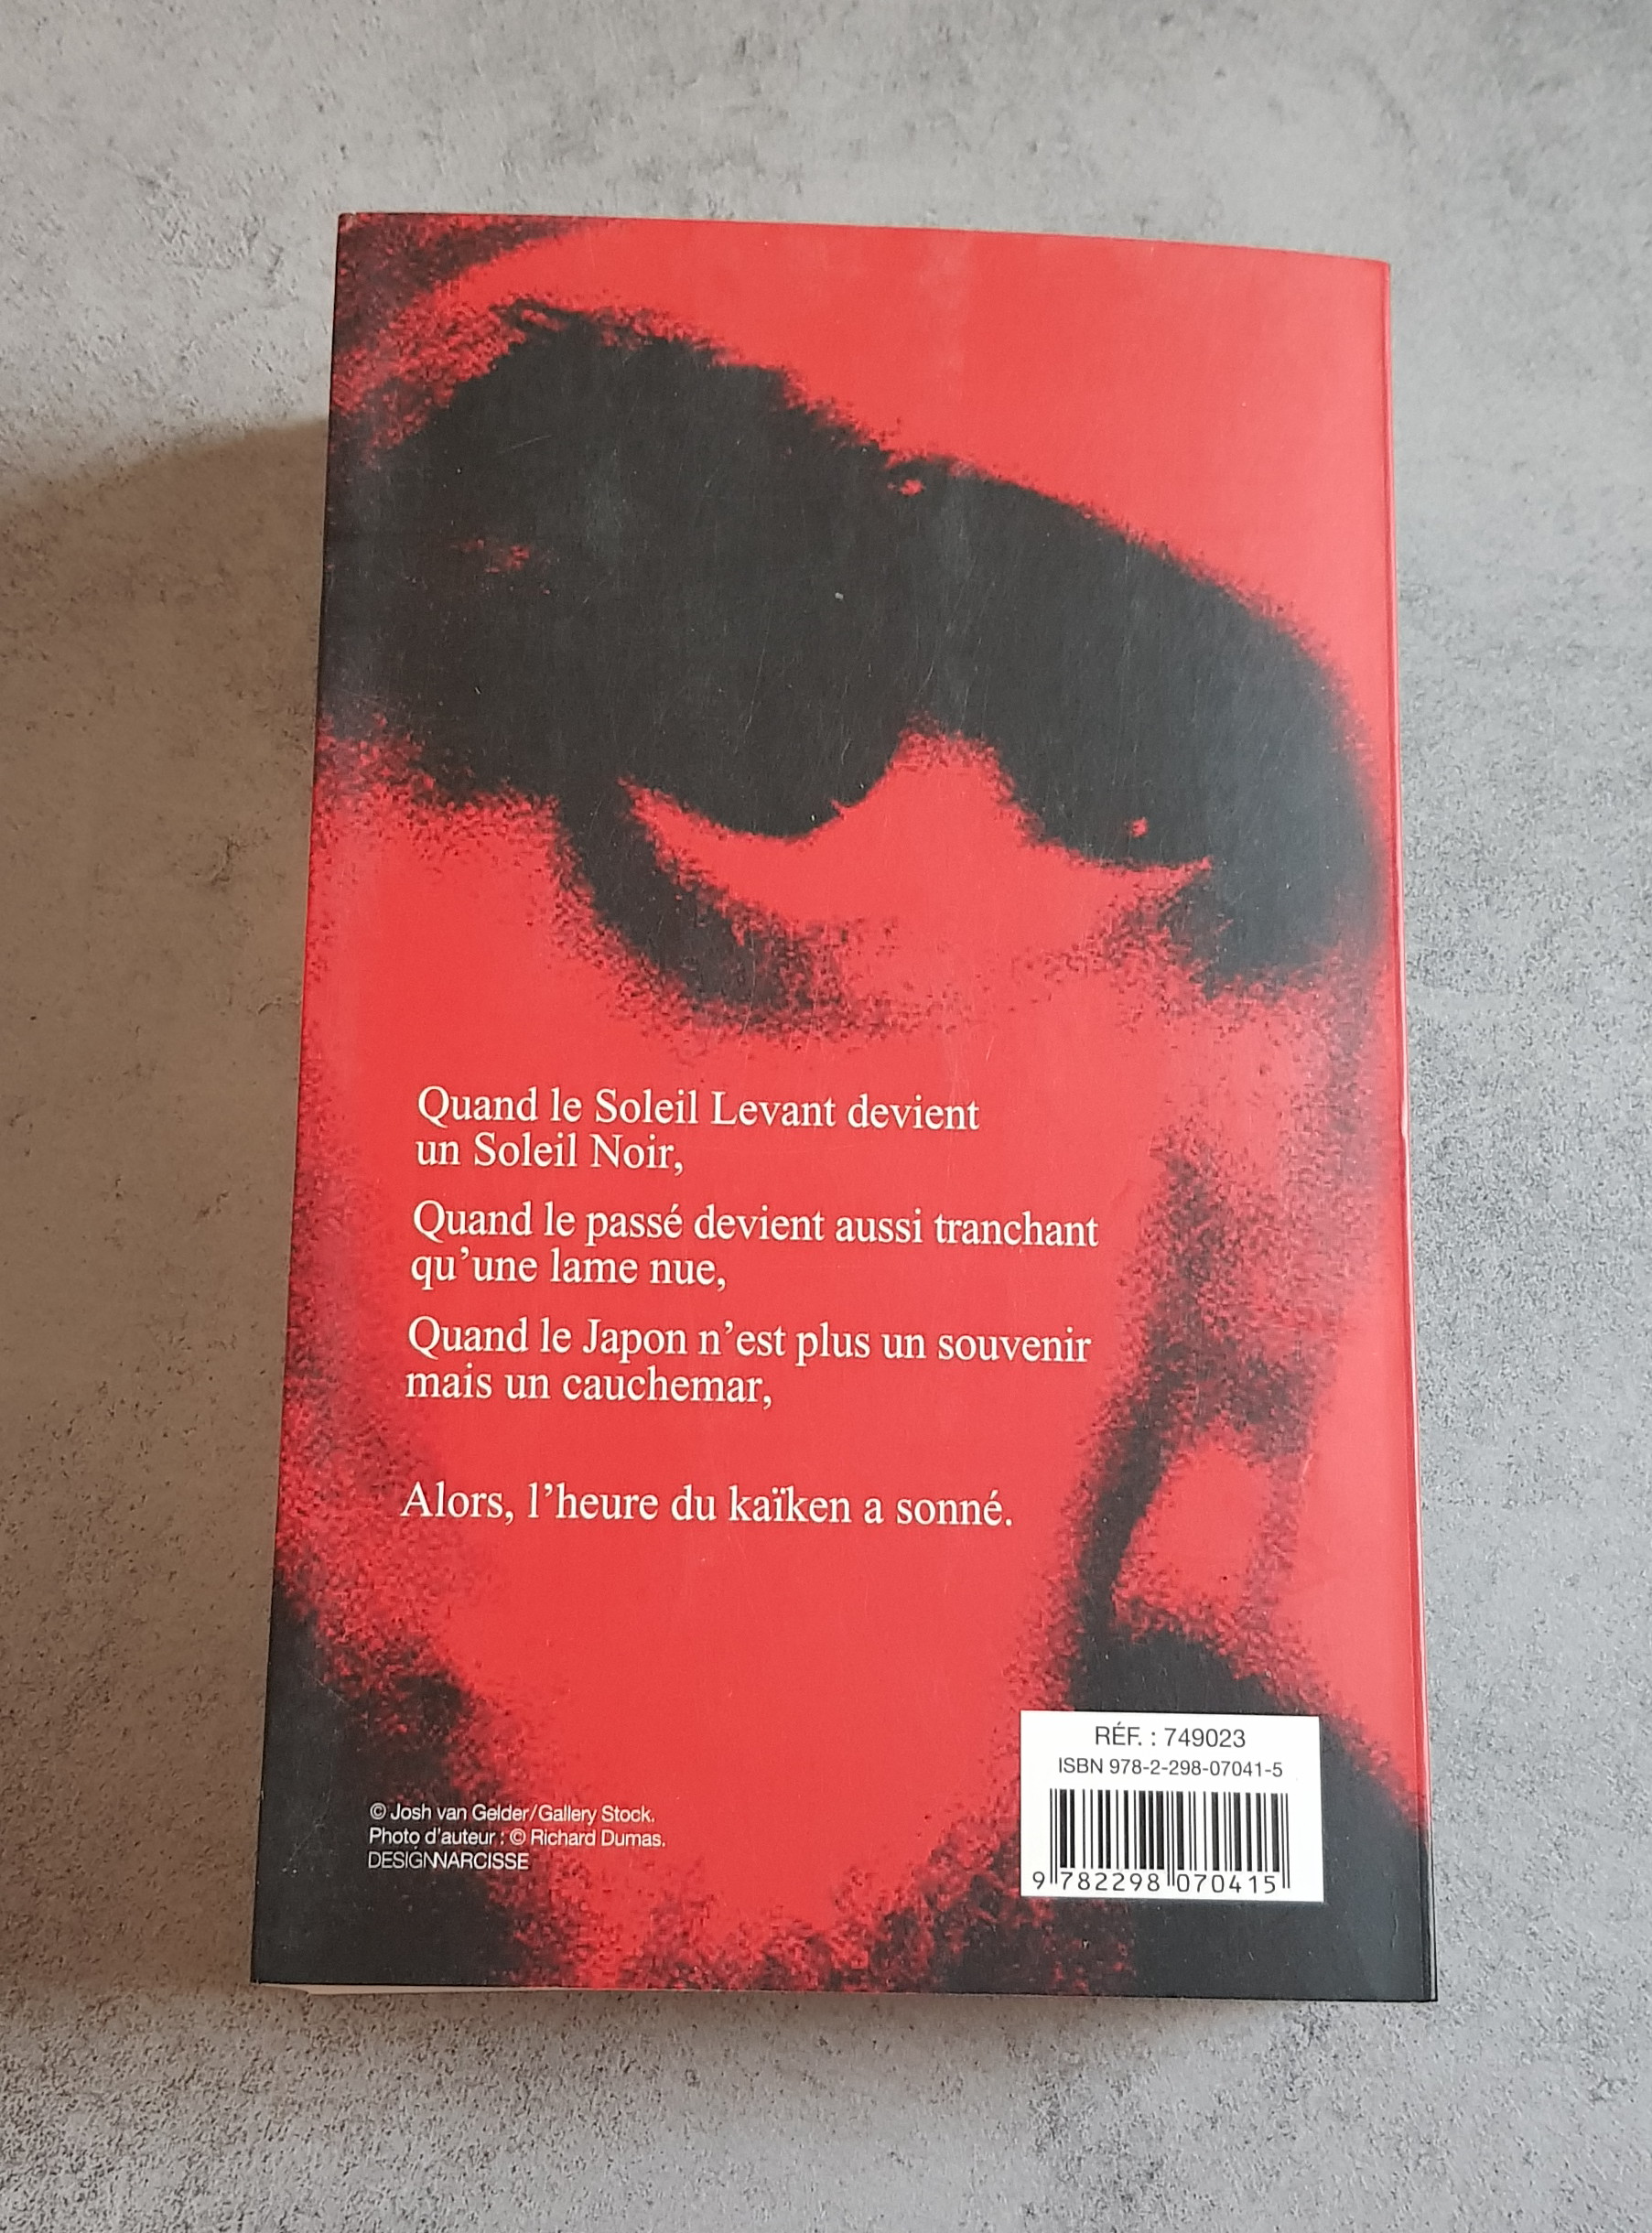 Quand le Soleil Levant devient
un Soleil Noir,
Quand le passé devient aussi tranchant
qu’une lame nue,
Quand le Japon n’est plus un souvenir
mais un cauchemar,
Alors, l’heure du kaïken a sonné.
© Josh van Gelder/Gallery Stock.
Photo d’auteur : © Richard Dumas.
DESIGNNARCISSE
RÉF. : 749023
ISBN 978-2-298-07041-5
9 782298 070415